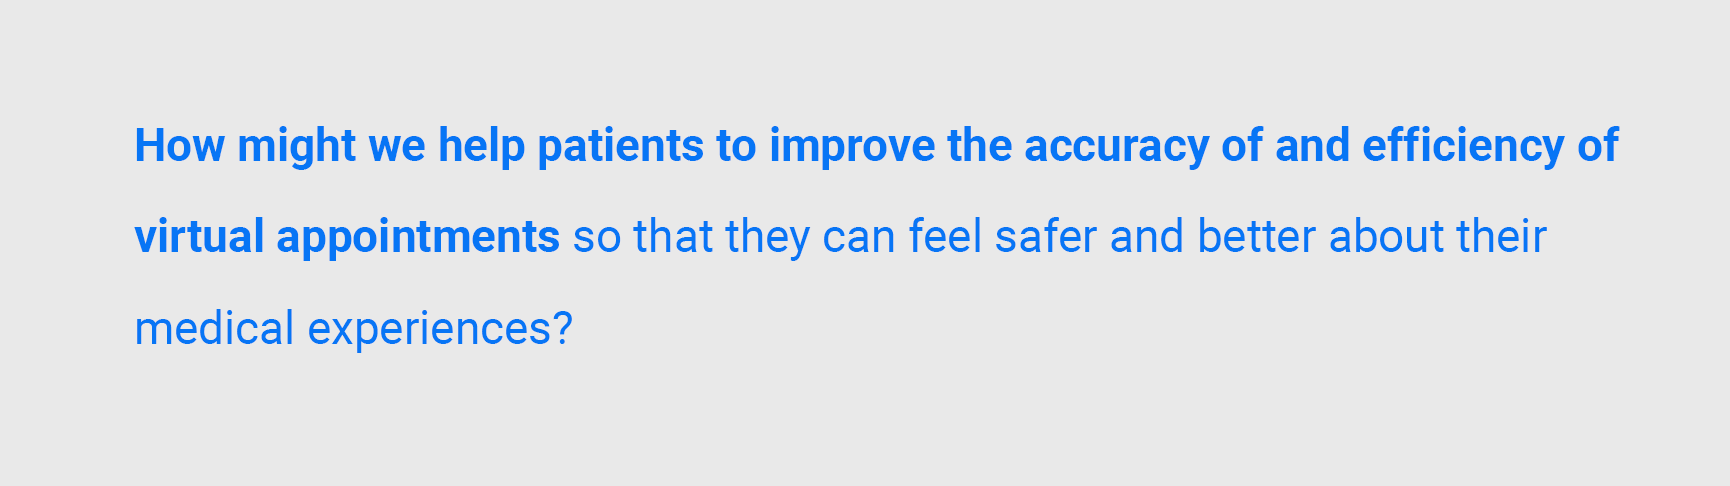 How might we help patients to improve the accuracy of and efficiency of
virtual appointments so that they can feel safer and better about their
medical experiences?